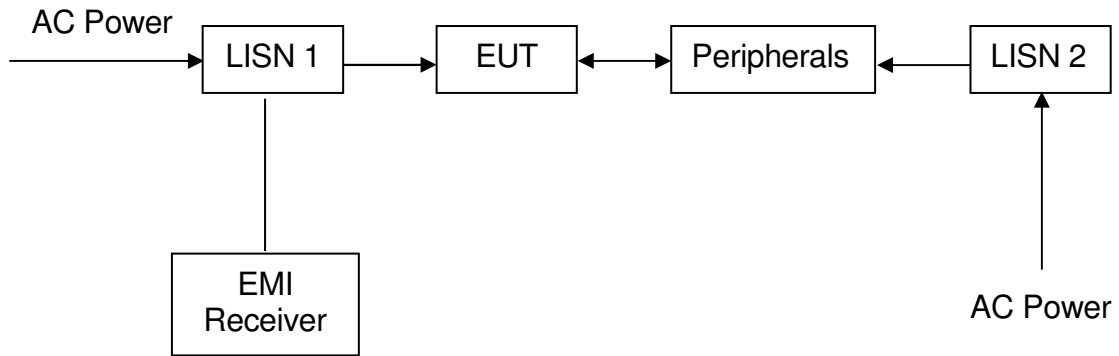 AC Power
LISN 1
EUT
Peripherals
LISN 2
EMI
Receiver
AC Power